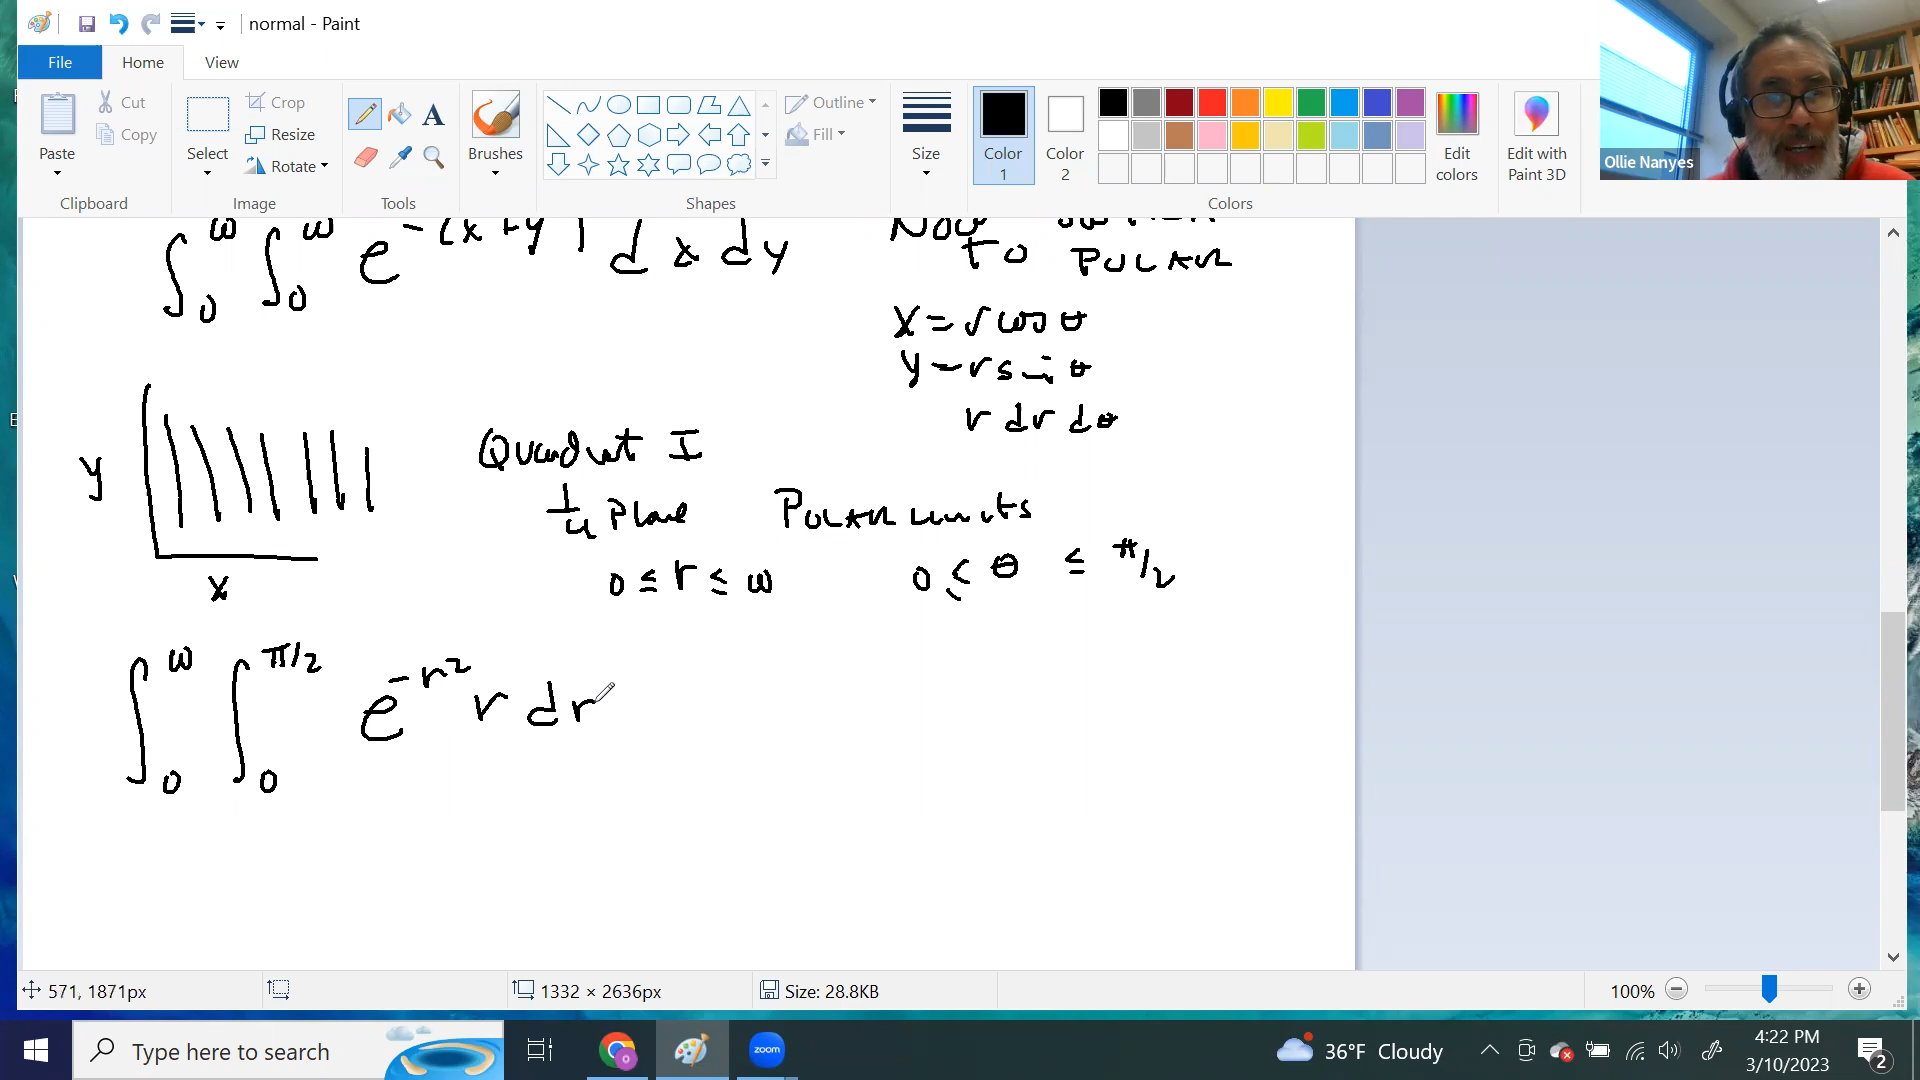 normal - Paint
File Home View
Paste
Cut
Copy
Clipboard
Select
Crop
Resize
Rotate
Image
Tools
Brushes
Shapes
Outline
Fill
Size
Color 1
Color 2
Edit colors
Edit with Paint 3D
Colors
Ollie Nanyes
∫₀^∞ ∫₀^∞ e^-(x +y ) dx dy
Now
to POLAR
x = r cos θ
y = r sin θ
r dr dθ
y
x
Quadrant I
1/4 Plane
POLAR limits
0 ≤ r ≤ ∞
0 ≤ θ ≤ π/2
∫₀^∞ ∫₀^π/2 e^-r² r dr
571, 1871px
1332 × 2636px
Size: 28.8KB
100%
Type here to search
zoom
36°F Cloudy
4:22 PM
3/10/2023
2